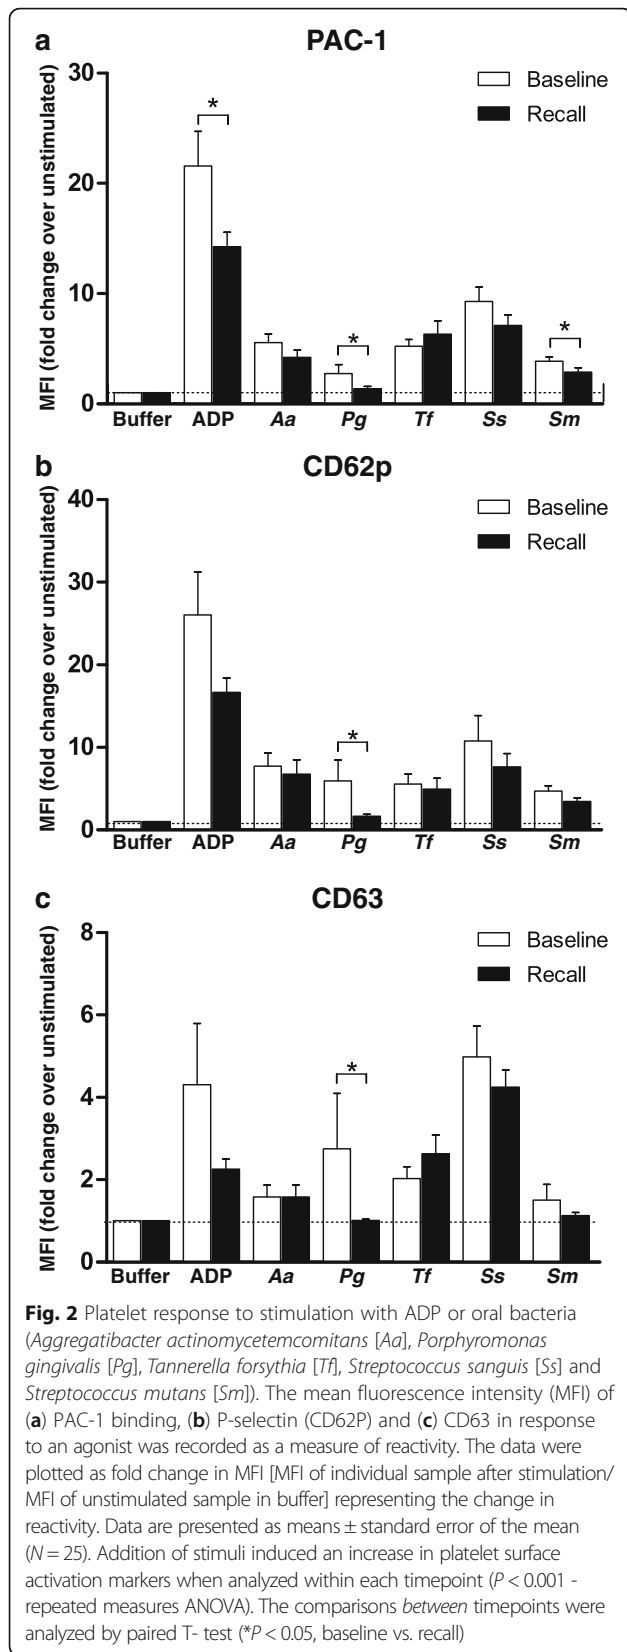 a
PAC-1
MFI (fold change over unstimulated)
30
20
10
0
Baseline
Recall
*
*
*
Buffer ADP Aa Pg Tf Ss Sm
b
CD62p
MFI (fold change over unstimulated)
40
30
20
10
0
Baseline
Recall
*
Buffer ADP Aa Pg Tf Ss Sm
c
CD63
MFI (fold change over unstimulated)
8
6
4
2
0
Baseline
Recall
*
Buffer ADP Aa Pg Tf Ss Sm
Fig. 2 Platelet response to stimulation with ADP or oral bacteria
(Aggregatibacter actinomycetemcomitans [Aa], Porphyromonas
gingivalis [Pg], Tannerella forsythia [Tf], Streptococcus sanguis [Ss] and
Streptococcus mutans [Sm]). The mean fluorescence intensity (MFI) of
(a) PAC-1 binding, (b) P-selectin (CD62P) and (c) CD63 in response
to an agonist was recorded as a measure of reactivity. The data were
plotted as fold change in MFI [MFI of individual sample after stimulation/
MFI of unstimulated sample in buffer] representing the change in
reactivity. Data are presented as means ± standard error of the mean
(N = 25). Addition of stimuli induced an increase in platelet surface
activation markers when analyzed within each timepoint (P < 0.001 -
repeated measures ANOVA). The comparisons between timepoints were
analyzed by paired T- test (*P < 0.05, baseline vs. recall)